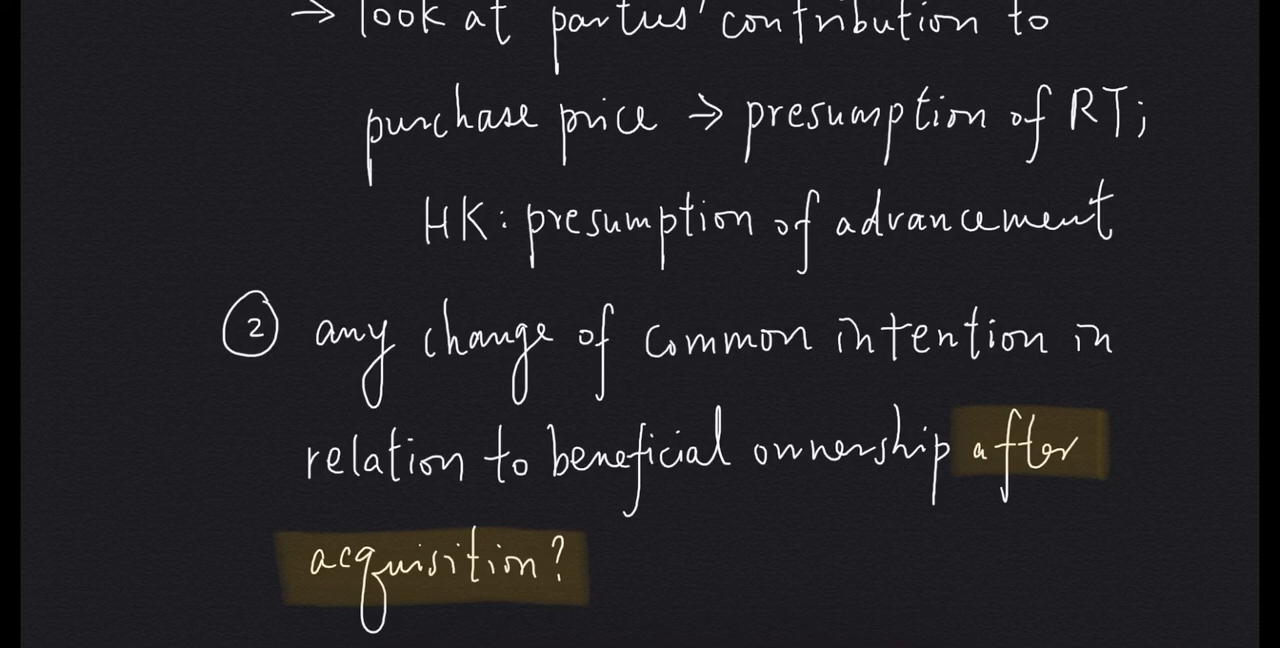 → look at parties' contribution to
purchase price → presumption of RT;
HK: presumption of advancement
② any change of common intention in
relation to beneficial ownership after
acquisition?